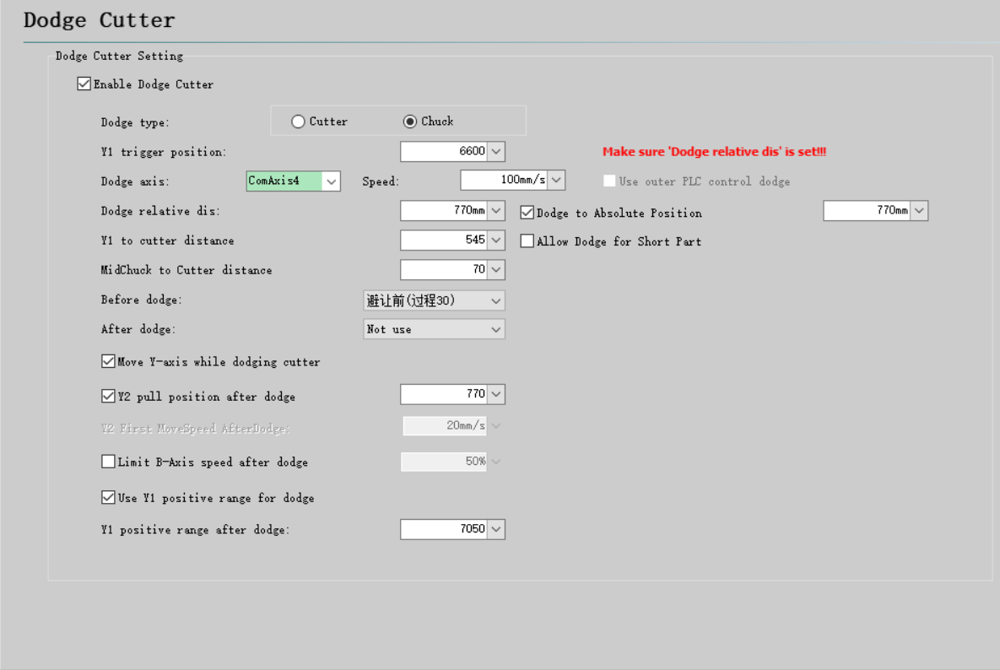 Dodge Cutter
Dodge Cutter Setting
Enable Dodge Cutter
Dodge type: Cutter Chuck
Y1 trigger position: 6600 Make sure 'Dodge relative dis' is set!!!
Dodge axis: ComAxis4 Speed: 100mm/s Use outer PLC control dodge
Dodge relative dis: 770mm Dodge to Absolute Position 770mm
Y1 to cutter distance 545 Allow Dodge for Short Part
MidChuck to Cutter distance 70
Before dodge: 避让前(过程30)
After dodge: Not use
Move Y-axis while dodging cutter
Y2 pull position after dodge 770
Y2 First MoveSpeed AfterDodge: 20mm/s
Limit B-Axis speed after dodge 50%
Use Y1 positive range for dodge
Y1 positive range after dodge: 7050